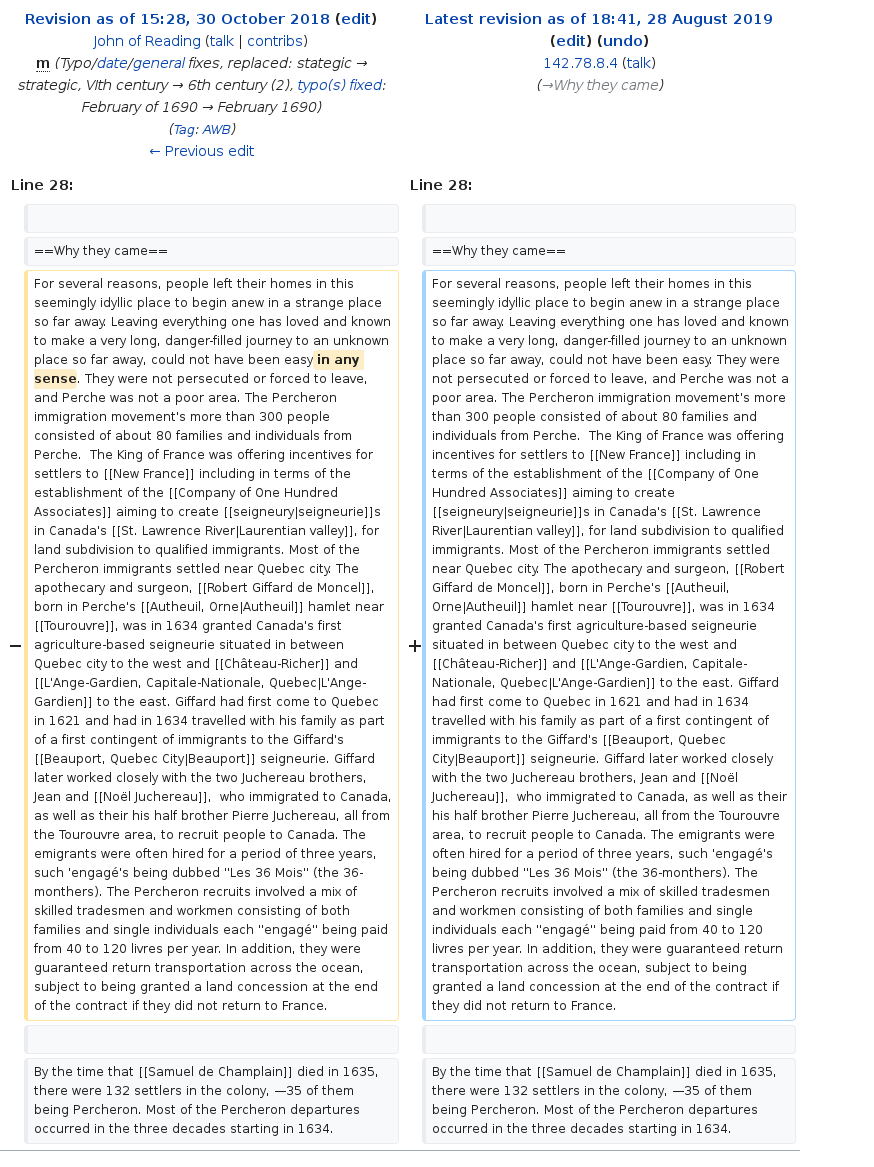 Revision as of 15:28, 30 October 2018 (edit)
John of Reading (talk | contribs)
m (Typo/date/general fixes, replaced: stategic →
strategic, VIth century → 6th century (2), typo(s) fixed:
February of 1690 → February 1690)
(Tag: AWB)
← Previous edit
Latest revision as of 18:41, 28 August 2019
(edit) (undo)
142.78.8.4 (talk)
(→Why they came)
Line 28:
==Why they came==
For several reasons, people left their homes in this
seemingly idyllic place to begin anew in a strange place
so far away. Leaving everything one has loved and known
to make a very long, danger-filled journey to an unknown
place so far away, could not have been easy in any
sense. They were not persecuted or forced to leave,
and Perche was not a poor area. The Percheron
immigration movement's more than 300 people
consisted of about 80 families and individuals from
Perche.  The King of France was offering incentives for
settlers to [[New France]] including in terms of the
establishment of the [[Company of One Hundred
Associates]] aiming to create [[seigneury|seigneurie]]s
in Canada's [[St. Lawrence River|Laurentian valley]], for
land subdivision to qualified immigrants. Most of the
Percheron immigrants settled near Quebec city. The
apothecary and surgeon, [[Robert Giffard de Moncel]],
born in Perche's [[Autheuil, Orne|Autheuil]] hamlet near
[[Tourouvre]], was in 1634 granted Canada's first
− agriculture-based seigneurie situated in between
Quebec city to the west and [[Château-Richer]] and
[[L'Ange-Gardien, Capitale-Nationale, Quebec|L'Ange-
Gardien]] to the east. Giffard had first come to Quebec
in 1621 and had in 1634 travelled with his family as part
of a first contingent of immigrants to the Giffard's
[[Beauport, Quebec City|Beauport]] seigneurie. Giffard
later worked closely with the two Juchereau brothers,
Jean and [[Noël Juchereau]],  who immigrated to Canada,
as well as their his half brother Pierre Juchereau, all from
the Tourouvre area, to recruit people to Canada. The
emigrants were often hired for a period of three years,
such 'engagé's being dubbed "Les 36 Mois" (the 36-
monthers). The Percheron recruits involved a mix of
skilled tradesmen and workmen consisting of both
families and single individuals each "engagé" being paid
from 40 to 120 livres per year. In addition, they were
guaranteed return transportation across the ocean,
subject to being granted a land concession at the end
of the contract if they did not return to France.
By the time that [[Samuel de Champlain]] died in 1635,
there were 132 settlers in the colony, —35 of them
being Percheron. Most of the Percheron departures
occurred in the three decades starting in 1634.
Line 28:
==Why they came==
For several reasons, people left their homes in this
seemingly idyllic place to begin anew in a strange place
so far away. Leaving everything one has loved and known
to make a very long, danger-filled journey to an unknown
place so far away, could not have been easy. They were
not persecuted or forced to leave, and Perche was not a
poor area. The Percheron immigration movement's more
than 300 people consisted of about 80 families and
individuals from Perche.  The King of France was offering
incentives for settlers to [[New France]] including in
terms of the establishment of the [[Company of One
Hundred Associates]] aiming to create
[[seigneury|seigneurie]]s in Canada's [[St. Lawrence
River|Laurentian valley]], for land subdivision to qualified
immigrants. Most of the Percheron immigrants settled
near Quebec city. The apothecary and surgeon, [[Robert
Giffard de Moncel]], born in Perche's [[Autheuil,
Orne|Autheuil]] hamlet near [[Tourouvre]], was in 1634
granted Canada's first agriculture-based seigneurie
+ situated in between Quebec city to the west and
[[Château-Richer]] and [[L'Ange-Gardien, Capitale-
Nationale, Quebec|L'Ange-Gardien]] to the east. Giffard
had first come to Quebec in 1621 and had in 1634
travelled with his family as part of a first contingent of
immigrants to the Giffard's [[Beauport, Quebec
City|Beauport]] seigneurie. Giffard later worked closely
with the two Juchereau brothers, Jean and [[Noël
Juchereau]],  who immigrated to Canada, as well as their
his half brother Pierre Juchereau, all from the Tourouvre
area, to recruit people to Canada. The emigrants were
often hired for a period of three years, such 'engagé's
being dubbed "Les 36 Mois" (the 36-monthers). The
Percheron recruits involved a mix of skilled tradesmen
and workmen consisting of both families and single
individuals each "engagé" being paid from 40 to 120
livres per year. In addition, they were guaranteed return
transportation across the ocean, subject to being
granted a land concession at the end of the contract if
they did not return to France.
By the time that [[Samuel de Champlain]] died in 1635,
there were 132 settlers in the colony, —35 of them
being Percheron. Most of the Percheron departures
occurred in the three decades starting in 1634.